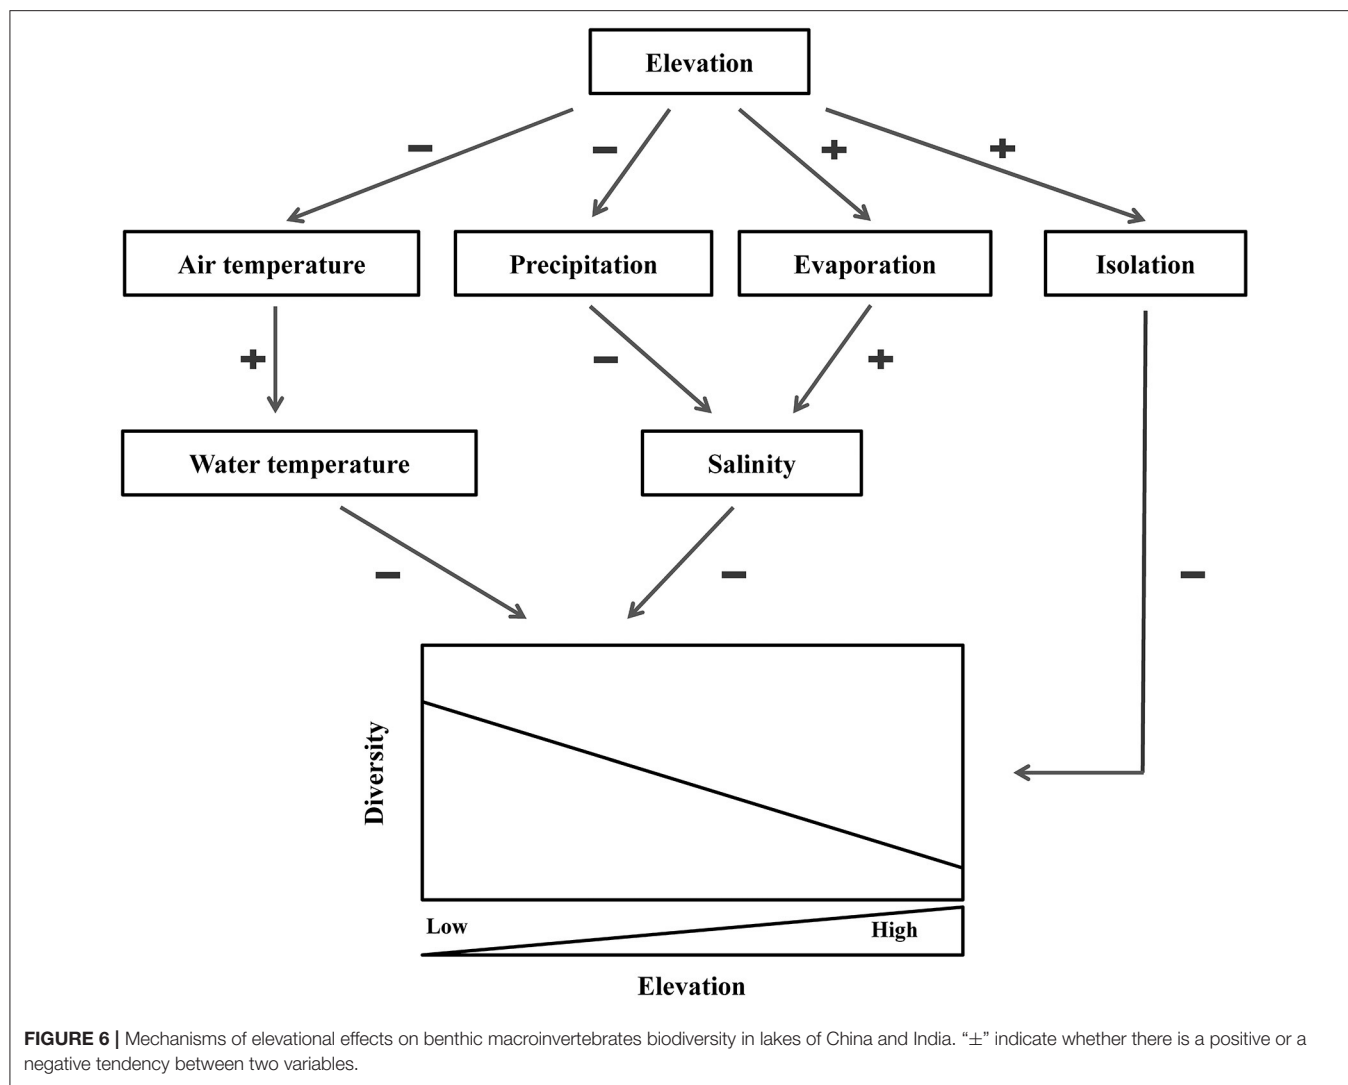 Elevation
− − + +
Air temperature Precipitation Evaporation Isolation
+ − +
Water temperature Salinity
− − −
Diversity
Low High
Elevation
FIGURE 6 | Mechanisms of elevational effects on benthic macroinvertebrates biodiversity in lakes of China and India. “±” indicate whether there is a positive or a
negative tendency between two variables.